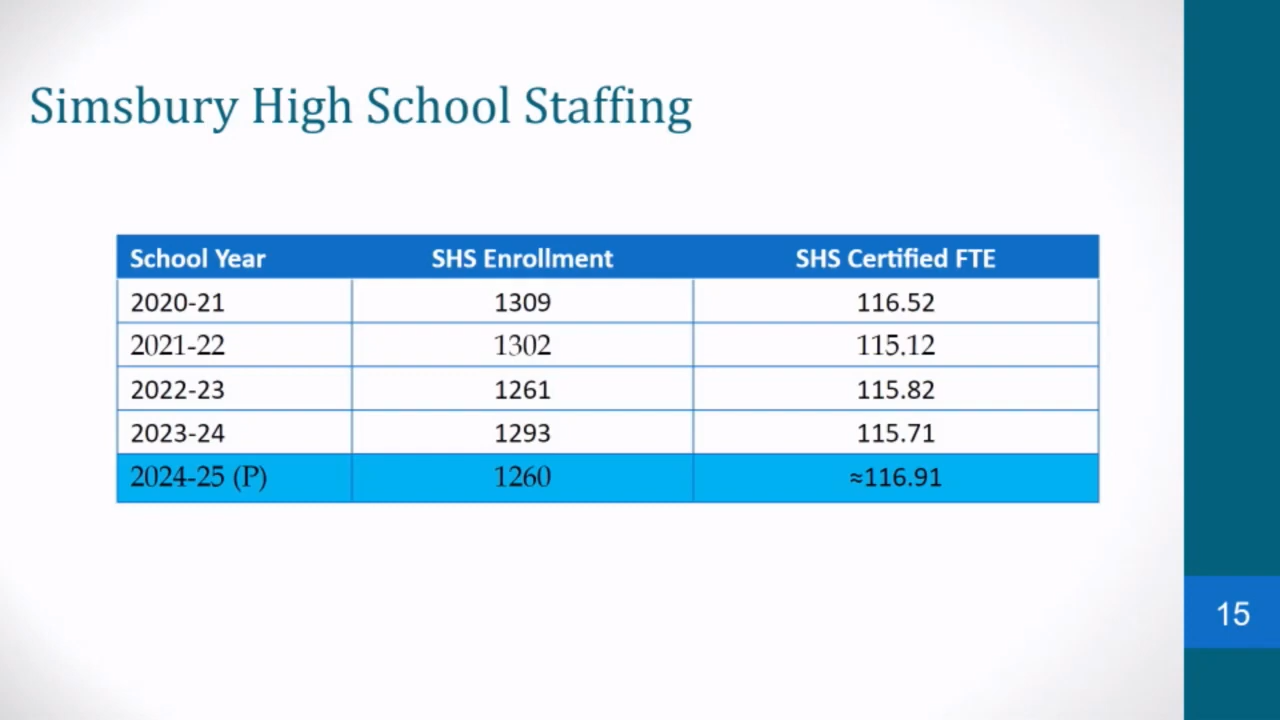 Simsbury High School Staffing
School Year SHS Enrollment SHS Certified FTE
2020-21 1309 116.52
2021-22 1302 115.12
2022-23 1261 115.82
2023-24 1293 115.71
2024-25 (P) 1260 ≈116.91
15